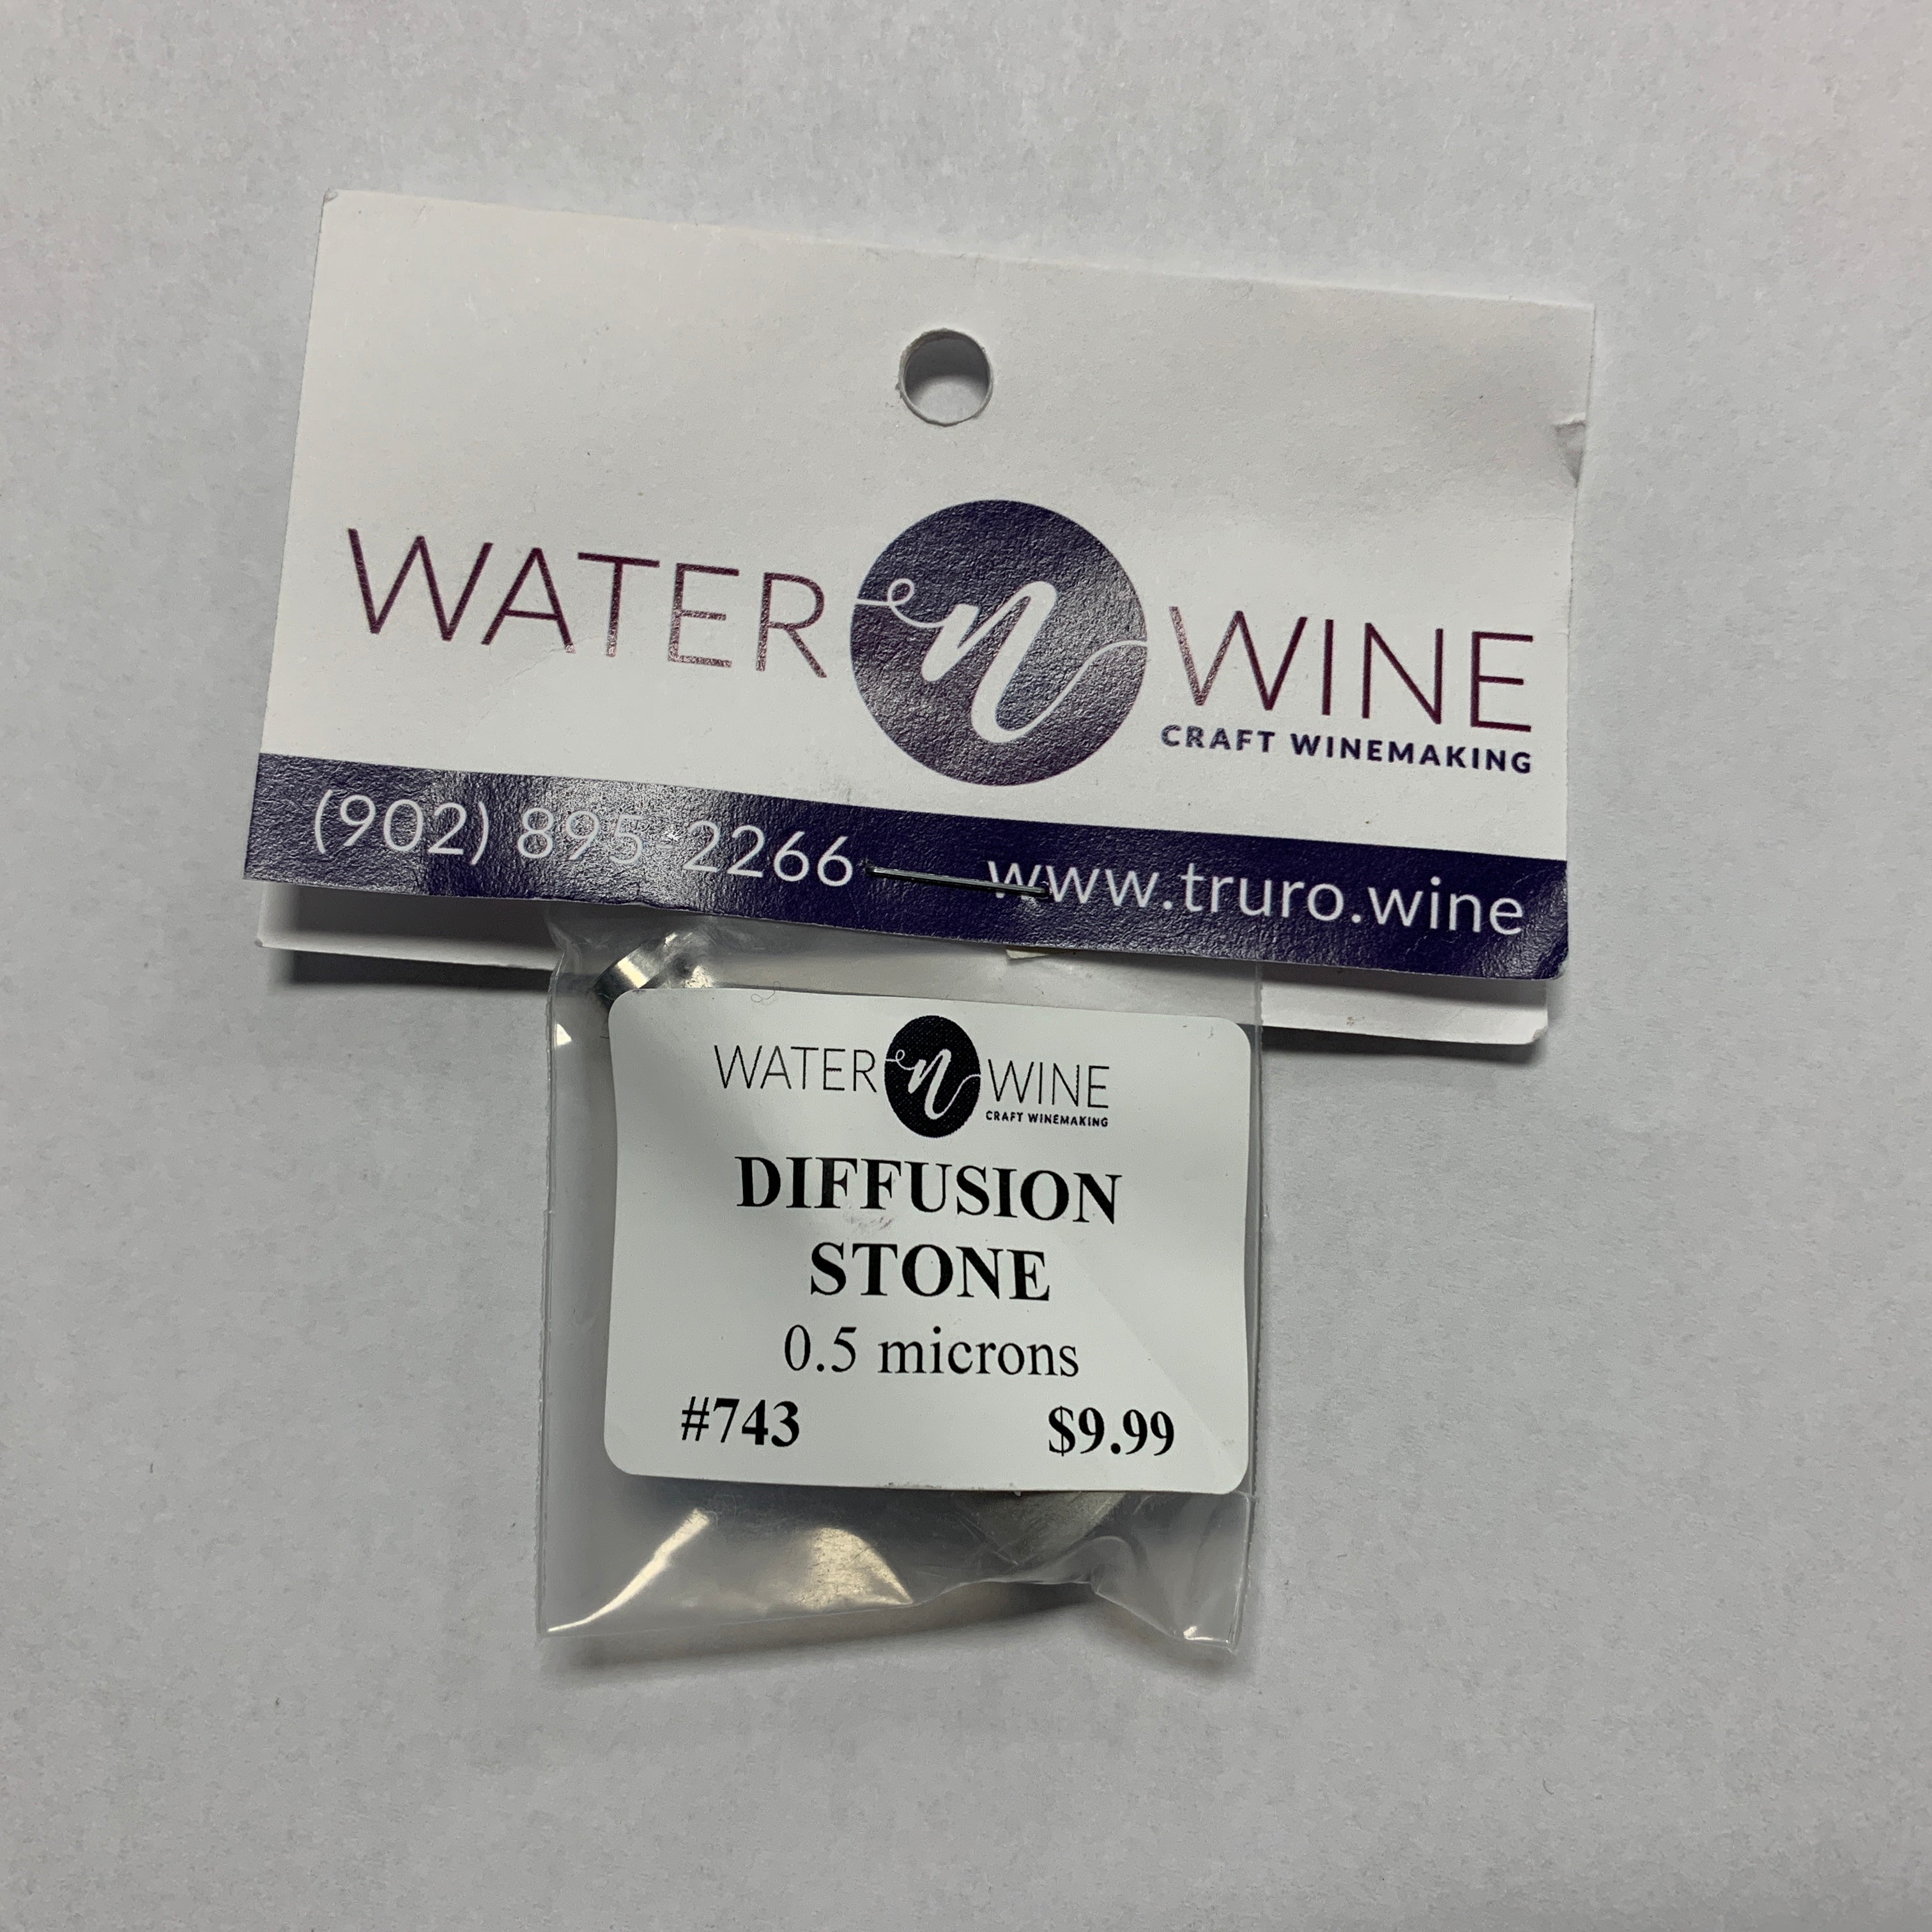 WATER n WINE
CRAFT WINEMAKING
(902) 895-2266 www.truro.wine
WATER n WINE
CRAFT WINEMAKING
DIFFUSION
STONE
0.5 microns
#743 $9.99